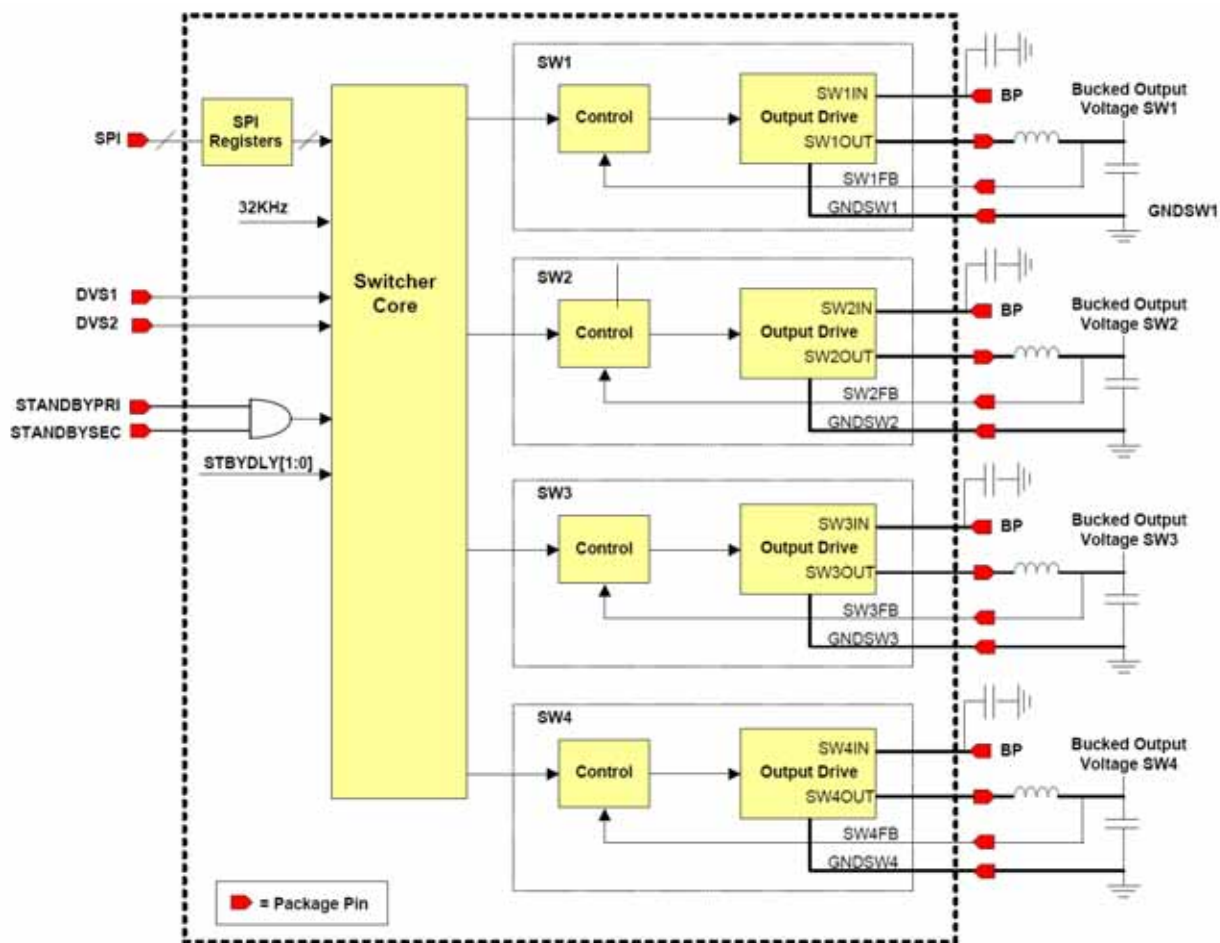 SPI
SPI
Registers
32KHz
DVS1
DVS2
STANDBYPRI
STANDBYSEC
STBYDLY[1:0]
Switcher
Core
SW1
Control
Output Drive
SW1IN
SW1OUT
SW1FB
GNDSW1
BP
Bucked Output
Voltage SW1
GNDSW1
SW2
Control
Output Drive
SW2IN
SW2OUT
SW2FB
GNDSW2
BP
Bucked Output
Voltage SW2
SW3
Control
Output Drive
SW3IN
SW3OUT
SW3FB
GNDSW3
BP
Bucked Output
Voltage SW3
SW4
Control
Output Drive
SW4IN
SW4OUT
SW4FB
GNDSW4
BP
Bucked Output
Voltage SW4
= Package Pin